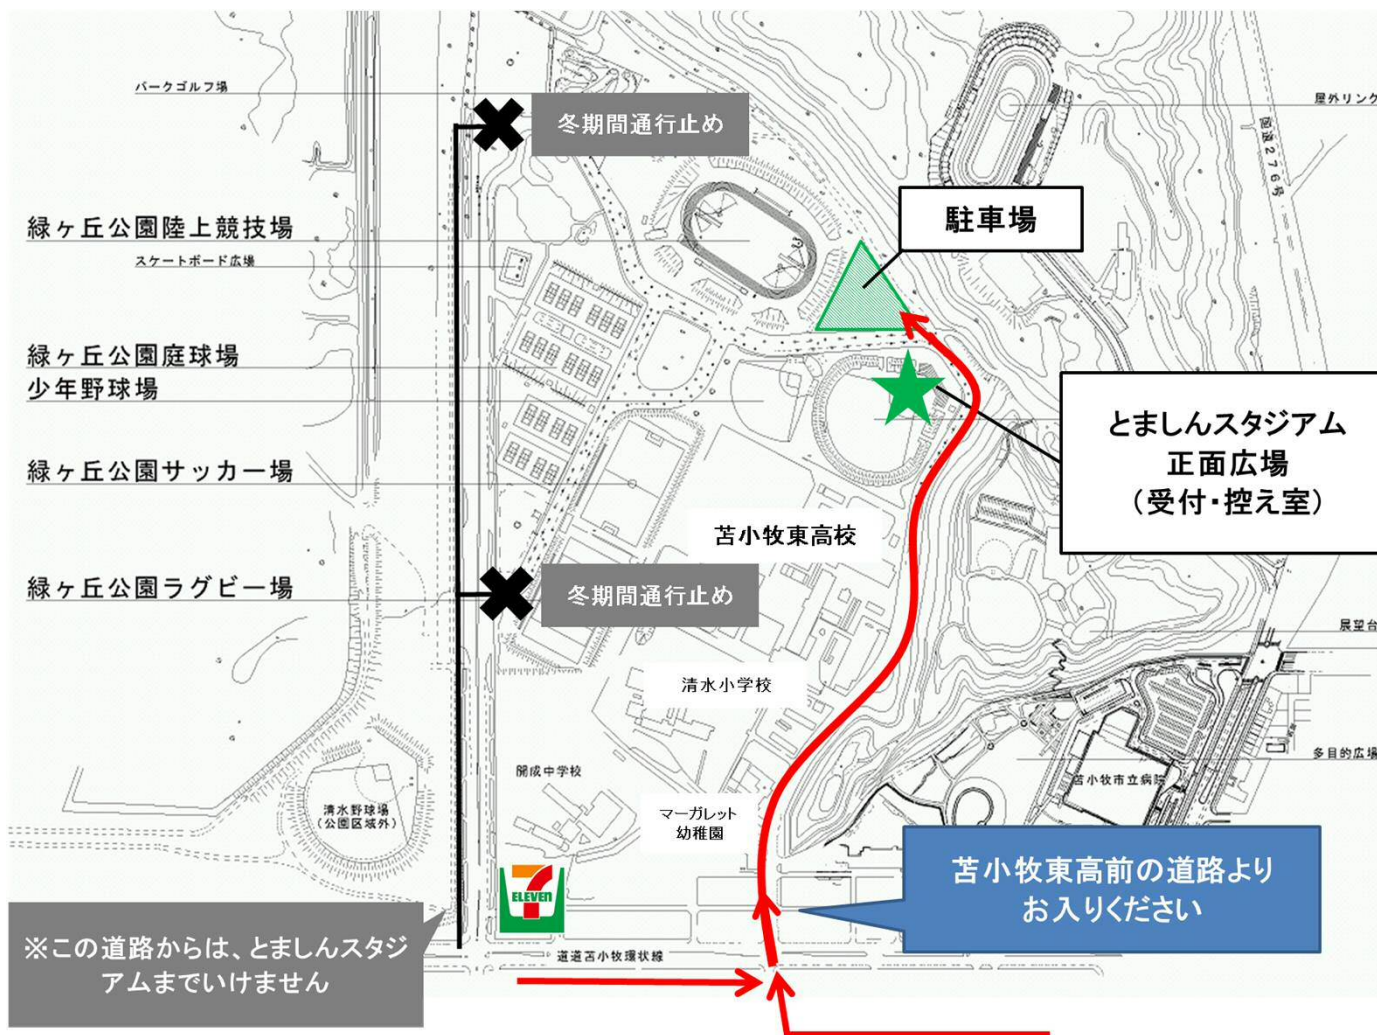 パークゴルフ場
冬期間通行止め
屋外リンク
国道276号
駐車場
緑ヶ丘公園陸上競技場
スケートボード広場
緑ヶ丘公園庭球場
少年野球場
とましんスタジアム
正面広場
(受付・控え室)
緑ヶ丘公園サッカー場
苫小牧東高校
緑ヶ丘公園ラグビー場
冬期間通行止め
展望台
清水小学校
多目的広場
開成中学校
苫小牧市立病院
清水野球場
(公園区域外)
マーガレット
幼稚園
7
ELEVEN
苫小牧東高前の道路より
お入りください
※この道路からは、とましんスタジ
アムまでいけません
道道苫小牧環状線